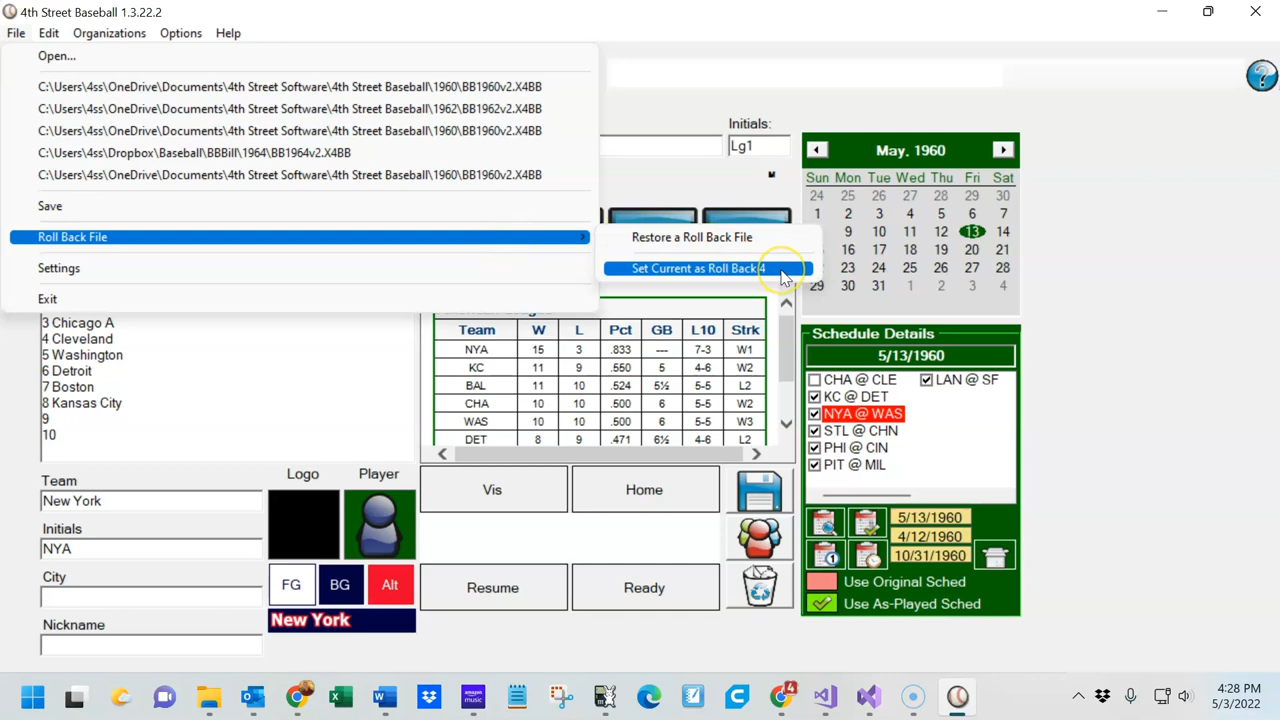 4th Street Baseball 1.3.22.2
File Edit Organizations Options Help
Open...
C:\Users\4ss\OneDrive\Documents\4th Street Software\4th Street Baseball\1960\BB1960v2.X4BB
C:\Users\4ss\OneDrive\Documents\4th Street Software\4th Street Baseball\1962\BB1962v2.X4BB
C:\Users\4ss\OneDrive\Documents\4th Street Software\4th Street Baseball\1960\BB1960v2.X4BB
C:\Users\4ss\Dropbox\Baseball\BBBill\1964\BB1964v2.X4BB
C:\Users\4ss\OneDrive\Documents\4th Street Software\4th Street Baseball\1960\BB1960v2.X4BB
Save
Roll Back File
Settings
Exit
Restore a Roll Back File
Set Current as Roll Back 4
Initials:
Lg1
May, 1960
Sun Mon Tue Wed Thu Fri Sat
24 25 26 27 28 29 30
1 2 3 4 5 6 7
9 10 11 12 13 14
16 17 18 19 20 21
23 24 25 26 27 28
29 30 31 1 2 3 4
3 Chicago A
4 Cleveland
5 Washington
6 Detroit
7 Boston
8 Kansas City
9
10
Team W L Pct GB L10 Strk
NYA 15 3 .833 --- 7-3 W1
KC 11 9 .550 5 4-6 W2
BAL 11 10 .524 5½ 5-5 L2
CHA 10 10 .500 6 5-5 W2
WAS 10 10 .500 6 5-5 W3
DET 8 9 .471 6½ 4-6 L2
Schedule Details
5/13/1960
CHA @ CLE LAN @ SF
KC @ DET
NYA @ WAS
STL @ CHN
PHI @ CIN
PIT @ MIL
Team
New York
Initials
NYA
City
Nickname
Logo Player
FG BG Alt
New York
Vis Home
Resume Ready
5/13/1960
4/12/1960
10/31/1960
Use Original Sched
Use As-Played Sched
4:28 PM
5/3/2022